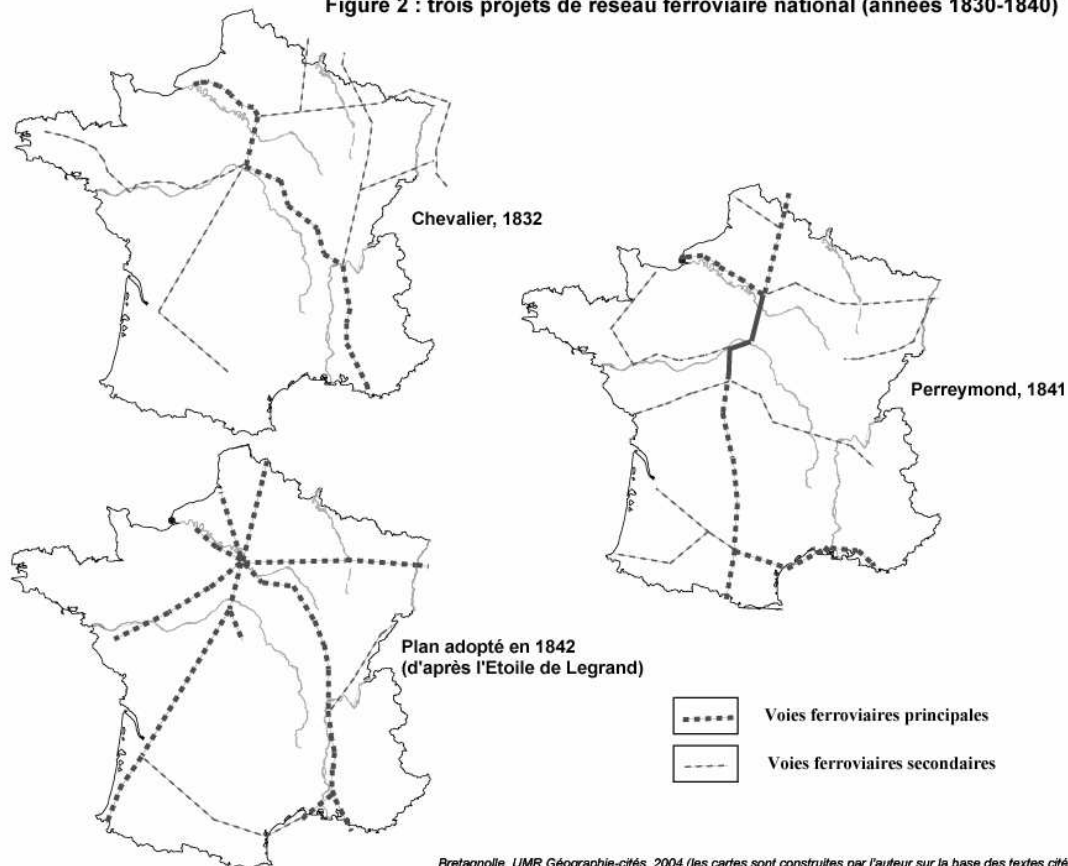 Figure 2 : trois projets de réseau ferroviaire national (années 1830-1840)
Chevalier, 1832
Perreymond, 1841
Plan adopté en 1842
(d'après l'Etoile de Legrand)
Voies ferroviaires principales
Voies ferroviaires secondaires
Bretagnolle, UMR Géographie-cités, 2004 (les cartes sont construites par l'auteur sur la base des textes cité